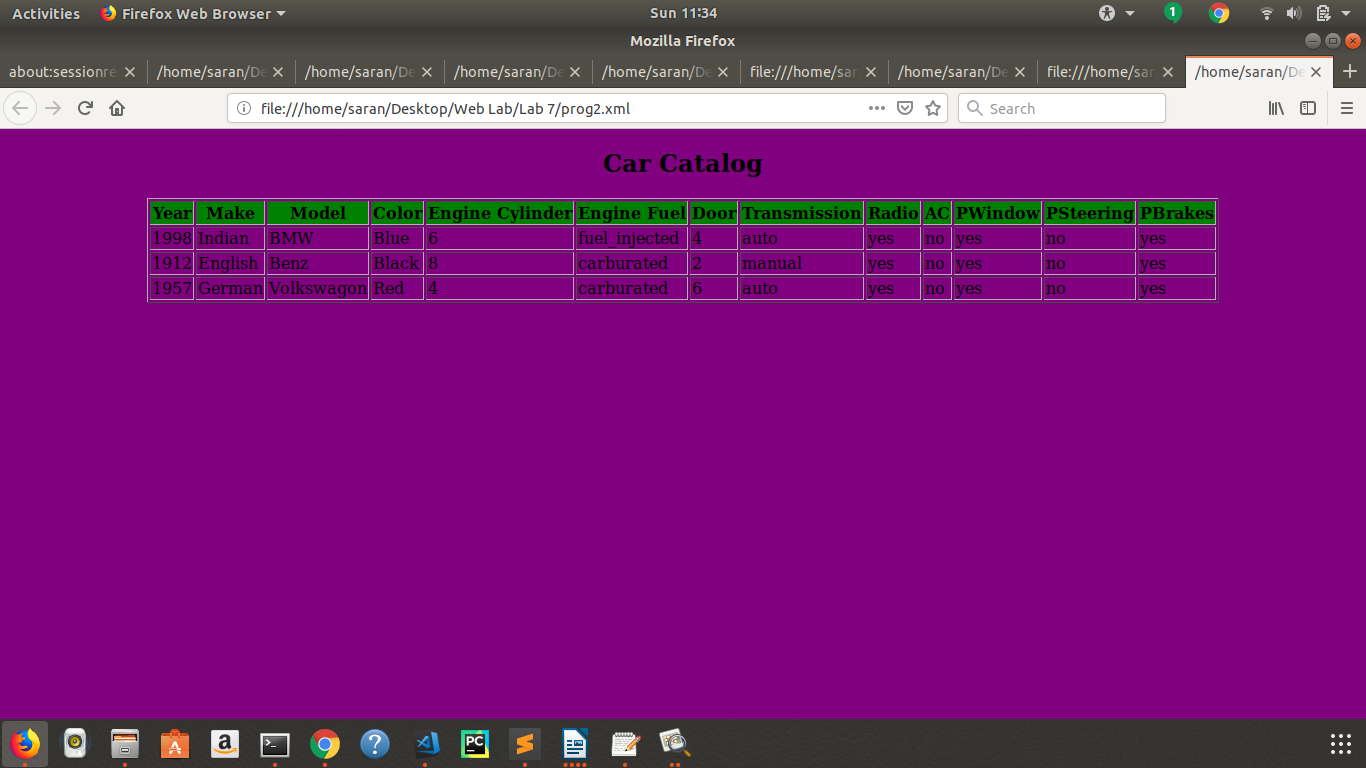 Activities Firefox Web Browser Sun 11:34 1
Mozilla Firefox
about:sessionre /home/saran/De /home/saran/De /home/saran/De /home/saran/De file:///home/sar /home/saran/De file:///home/sar /home/saran/De
file:///home/saran/Desktop/Web Lab/Lab 7/prog2.xml Search
Car Catalog
Year Make Model Color Engine Cylinder Engine Fuel Door Transmission Radio AC PWindow PSteering PBrakes
1998 Indian BMW Blue 6 fuel injected 4 auto yes no yes no yes
1912 English Benz Black 8 carburated 2 manual yes no yes no yes
1957 German Volkswagon Red 4 carburated 6 auto yes no yes no yes